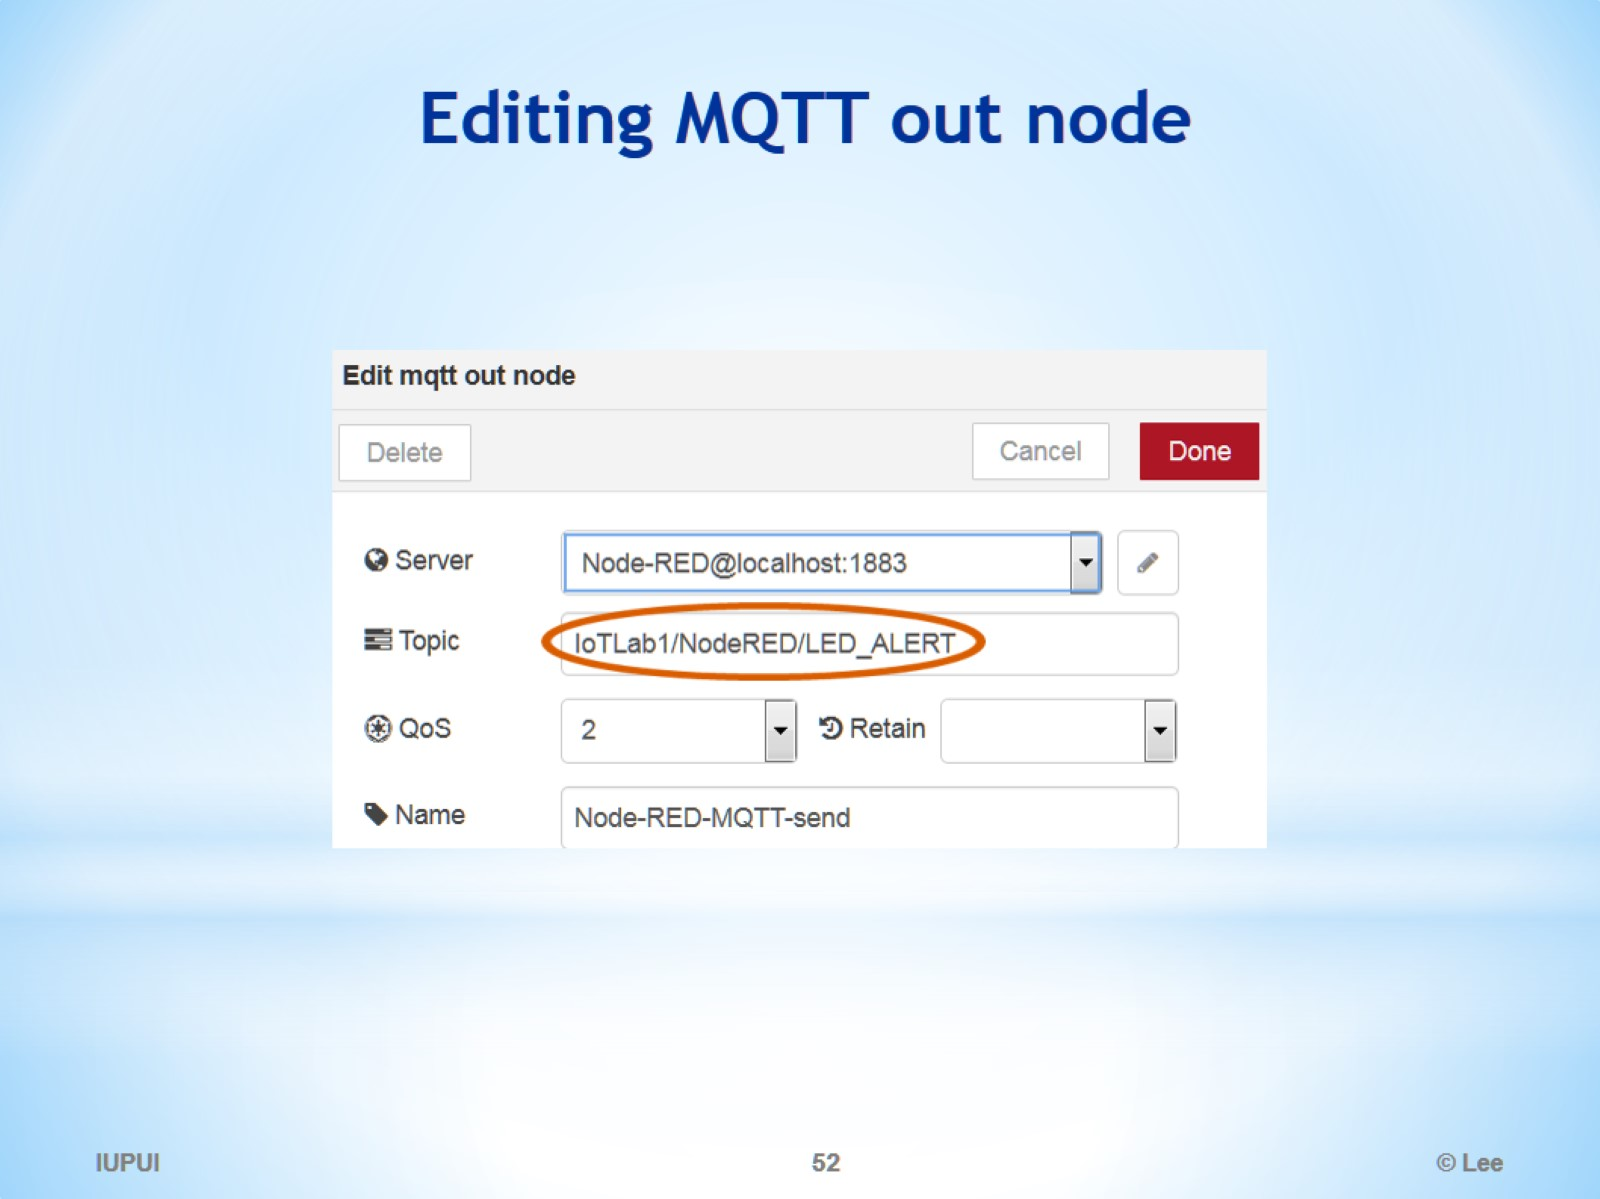 Editing MQTT out node
Edit mqtt out node
Delete Cancel Done
Server Node-RED@localhost:1883
Topic IoTLab1/NodeRED/LED_ALERT
QoS 2 Retain
Name Node-RED-MQTT-send
IUPUI 52 © Lee